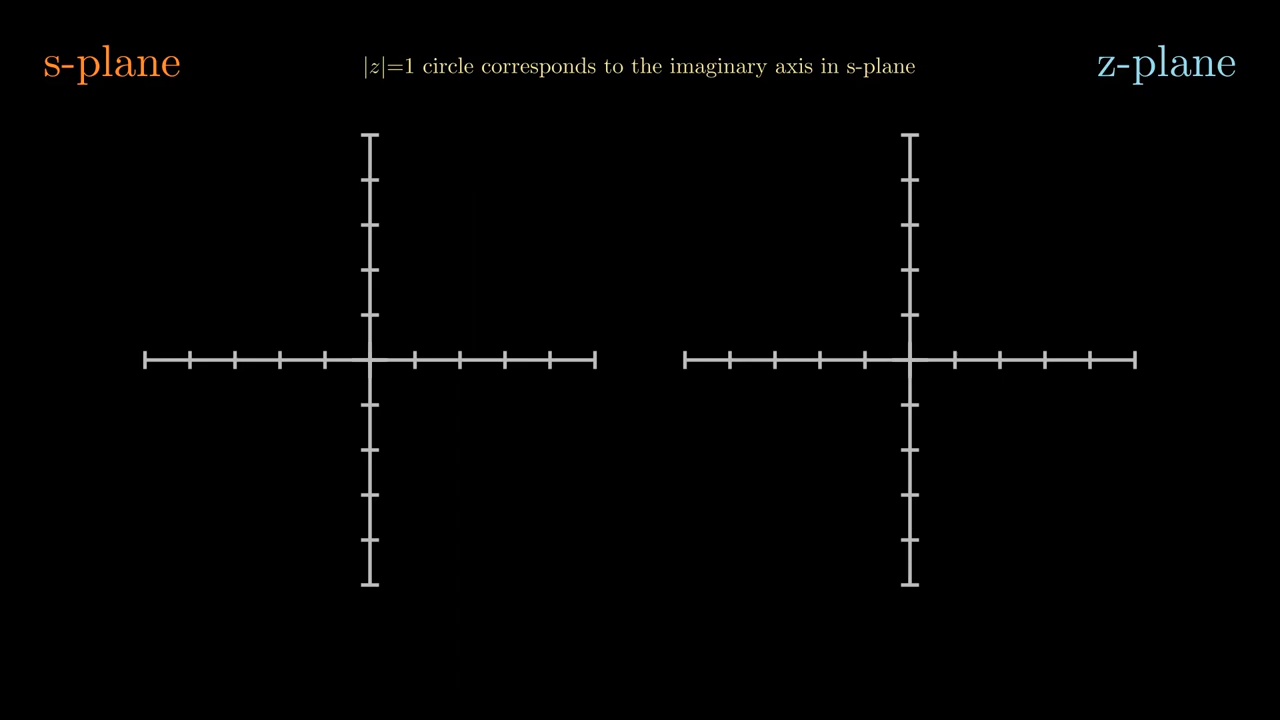 s-plane
|z|=1 circle corresponds to the imaginary axis in s-plane
z-plane